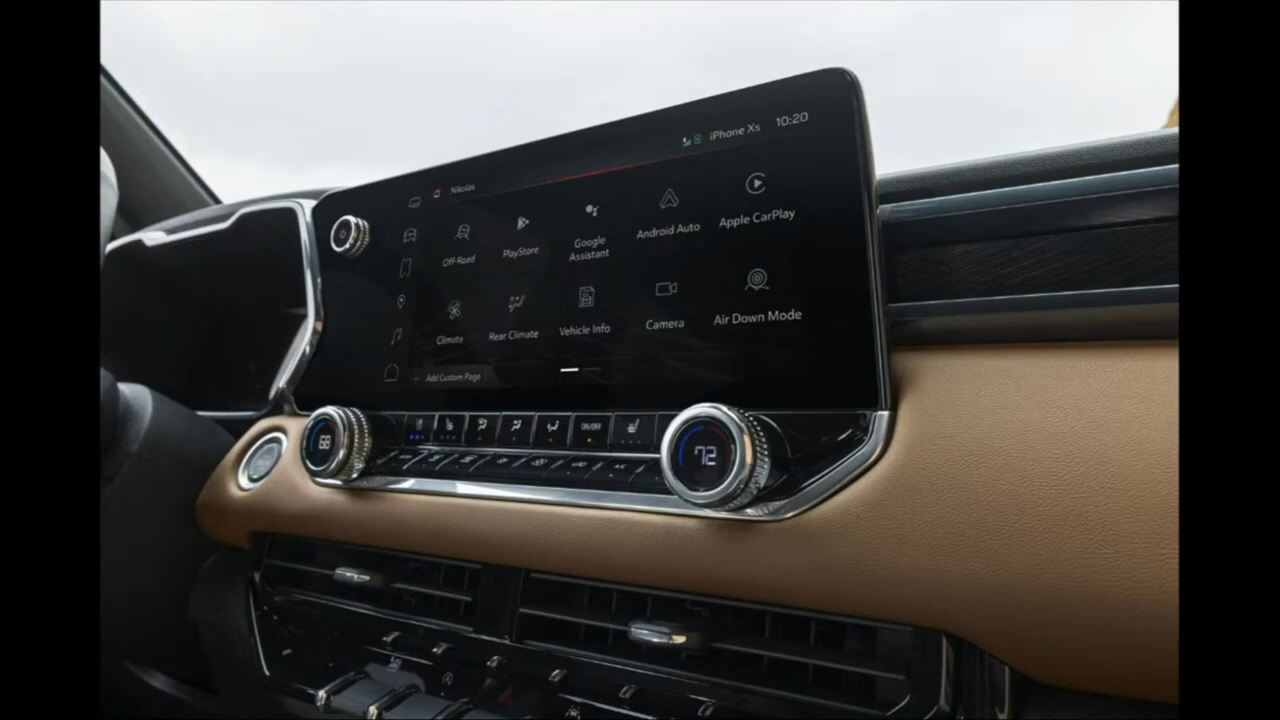 iPhone Xs 10:20
Nikolas
Off-Road
PlayStore
Google
Assistant
Android Auto
Apple CarPlay
Climate
Rear Climate
Vehicle Info
Camera
Air Down Mode
Add Custom Page
68
ON/OFF
72